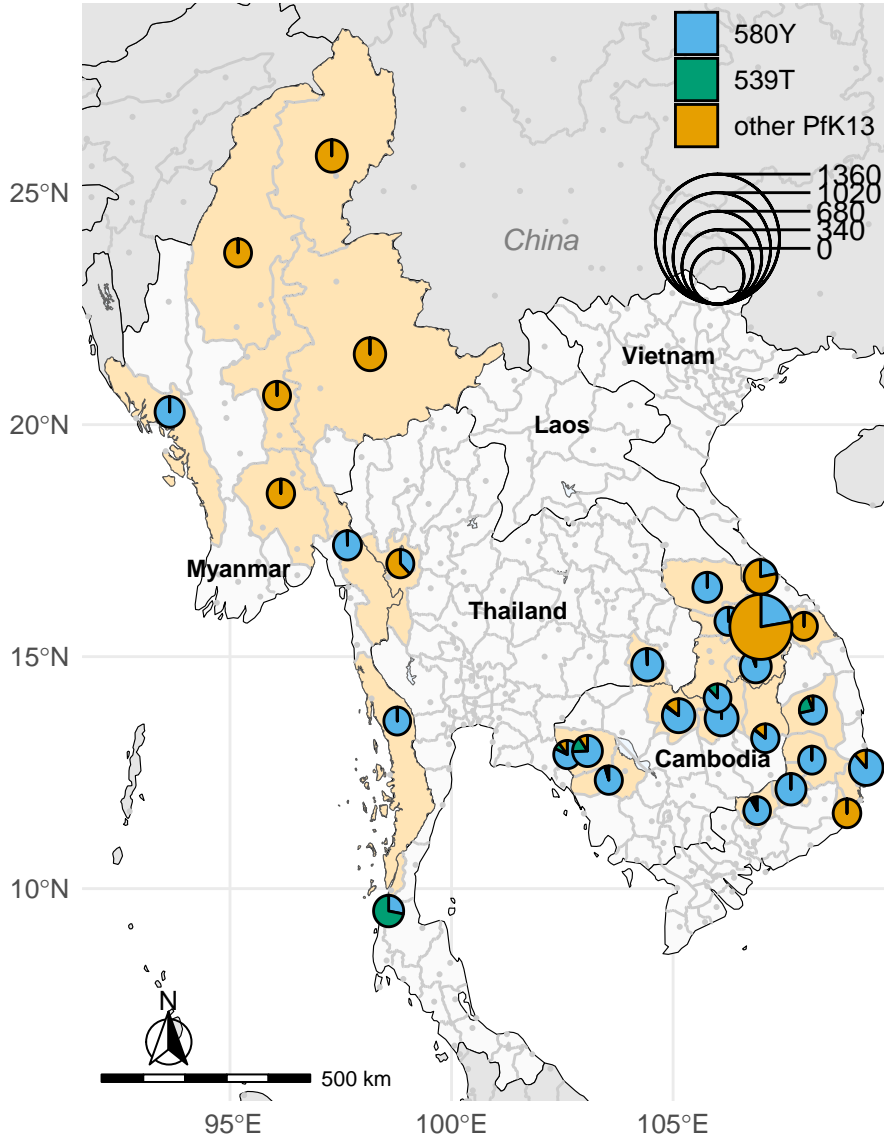 580Y
539T
other PfK13
1360
1020
680
340
0
25°N
China
Vietnam
20°N
Laos
Myanmar
Thailand
15°N
Cambodia
10°N
N
500 km
95°E
100°E
105°E